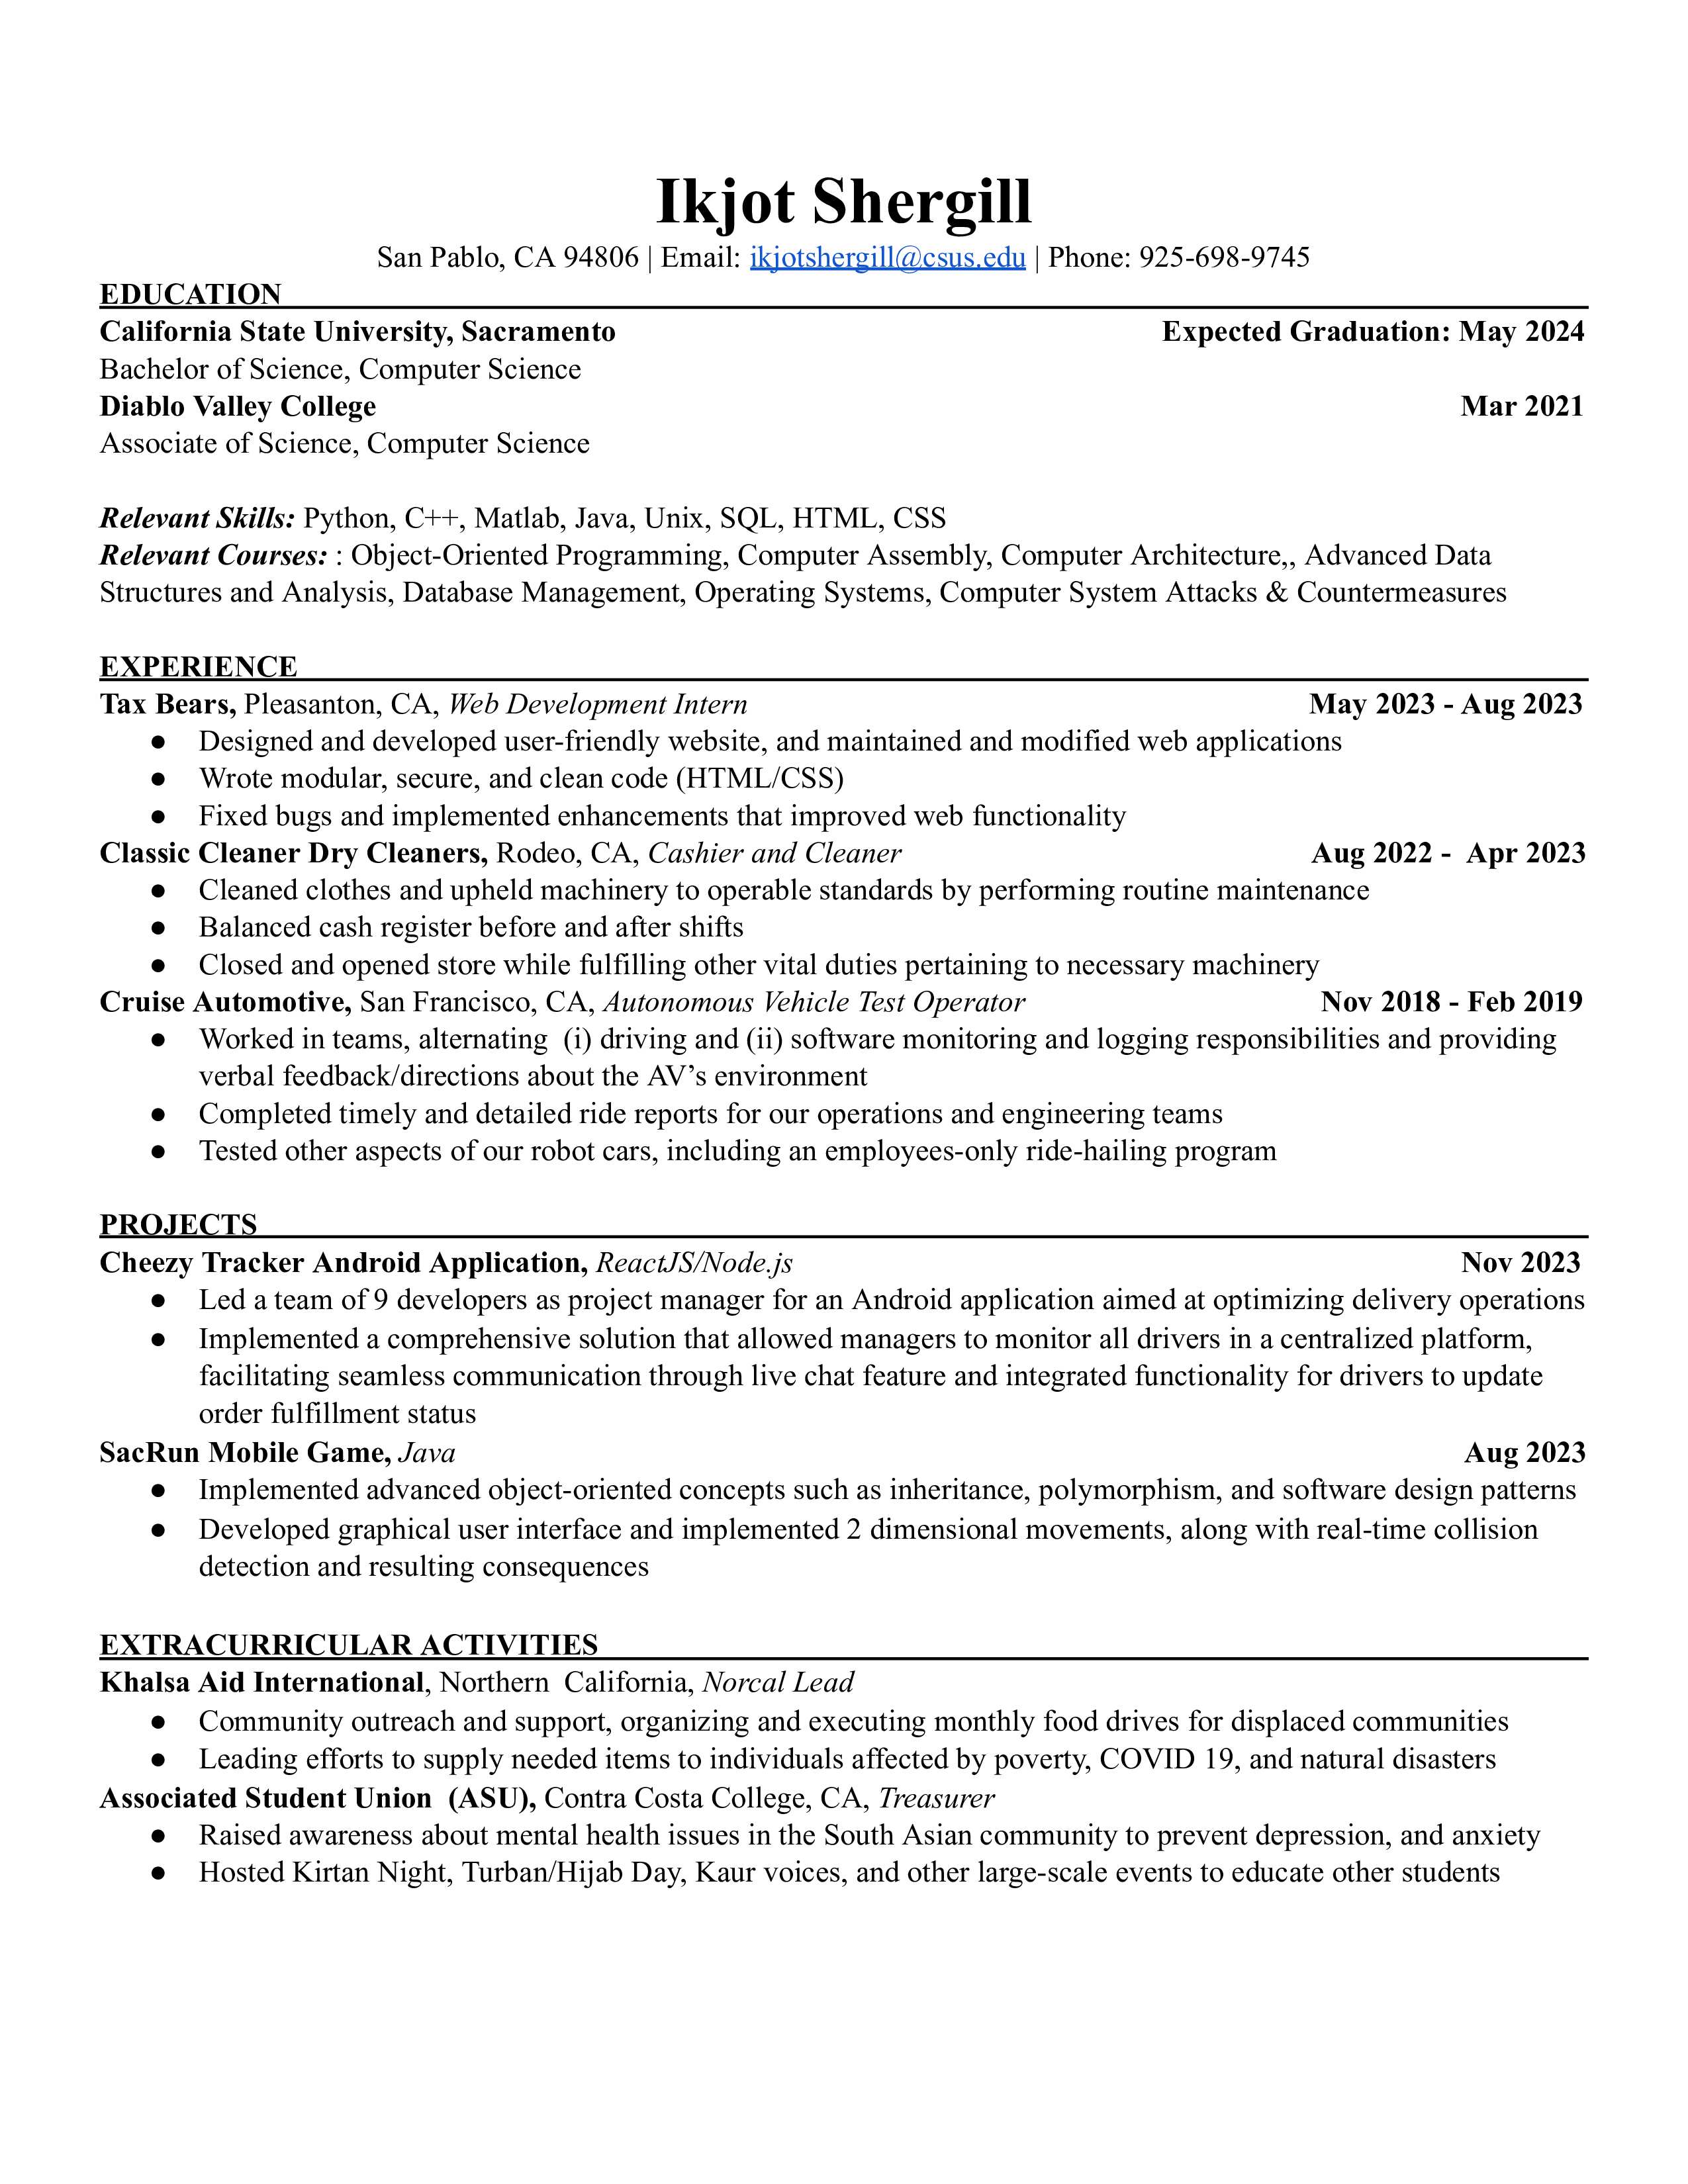 Ikjot Shergill
San Pablo, CA 94806 | Email: ikjotshergill@csus.edu | Phone: 925-698-9745
EDUCATION
California State University, Sacramento Expected Graduation: May 2024
Bachelor of Science, Computer Science
Diablo Valley College Mar 2021
Associate of Science, Computer Science
Relevant Skills: Python, C++, Matlab, Java, Unix, SQL, HTML, CSS
Relevant Courses: : Object-Oriented Programming, Computer Assembly, Computer Architecture,, Advanced Data
Structures and Analysis, Database Management, Operating Systems, Computer System Attacks & Countermeasures
EXPERIENCE
Tax Bears, Pleasanton, CA, Web Development Intern May 2023 - Aug 2023
● Designed and developed user-friendly website, and maintained and modified web applications
● Wrote modular, secure, and clean code (HTML/CSS)
● Fixed bugs and implemented enhancements that improved web functionality
Classic Cleaner Dry Cleaners, Rodeo, CA, Cashier and Cleaner Aug 2022 - Apr 2023
● Cleaned clothes and upheld machinery to operable standards by performing routine maintenance
● Balanced cash register before and after shifts
● Closed and opened store while fulfilling other vital duties pertaining to necessary machinery
Cruise Automotive, San Francisco, CA, Autonomous Vehicle Test Operator Nov 2018 - Feb 2019
● Worked in teams, alternating (i) driving and (ii) software monitoring and logging responsibilities and providing
verbal feedback/directions about the AV’s environment
● Completed timely and detailed ride reports for our operations and engineering teams
● Tested other aspects of our robot cars, including an employees-only ride-hailing program
PROJECTS
Cheezy Tracker Android Application, ReactJS/Node.js Nov 2023
● Led a team of 9 developers as project manager for an Android application aimed at optimizing delivery operations
● Implemented a comprehensive solution that allowed managers to monitor all drivers in a centralized platform,
facilitating seamless communication through live chat feature and integrated functionality for drivers to update
order fulfillment status
SacRun Mobile Game, Java Aug 2023
● Implemented advanced object-oriented concepts such as inheritance, polymorphism, and software design patterns
● Developed graphical user interface and implemented 2 dimensional movements, along with real-time collision
detection and resulting consequences
EXTRACURRICULAR ACTIVITIES
Khalsa Aid International, Northern California, Norcal Lead
● Community outreach and support, organizing and executing monthly food drives for displaced communities
● Leading efforts to supply needed items to individuals affected by poverty, COVID 19, and natural disasters
Associated Student Union (ASU), Contra Costa College, CA, Treasurer
● Raised awareness about mental health issues in the South Asian community to prevent depression, and anxiety
● Hosted Kirtan Night, Turban/Hijab Day, Kaur voices, and other large-scale events to educate other students